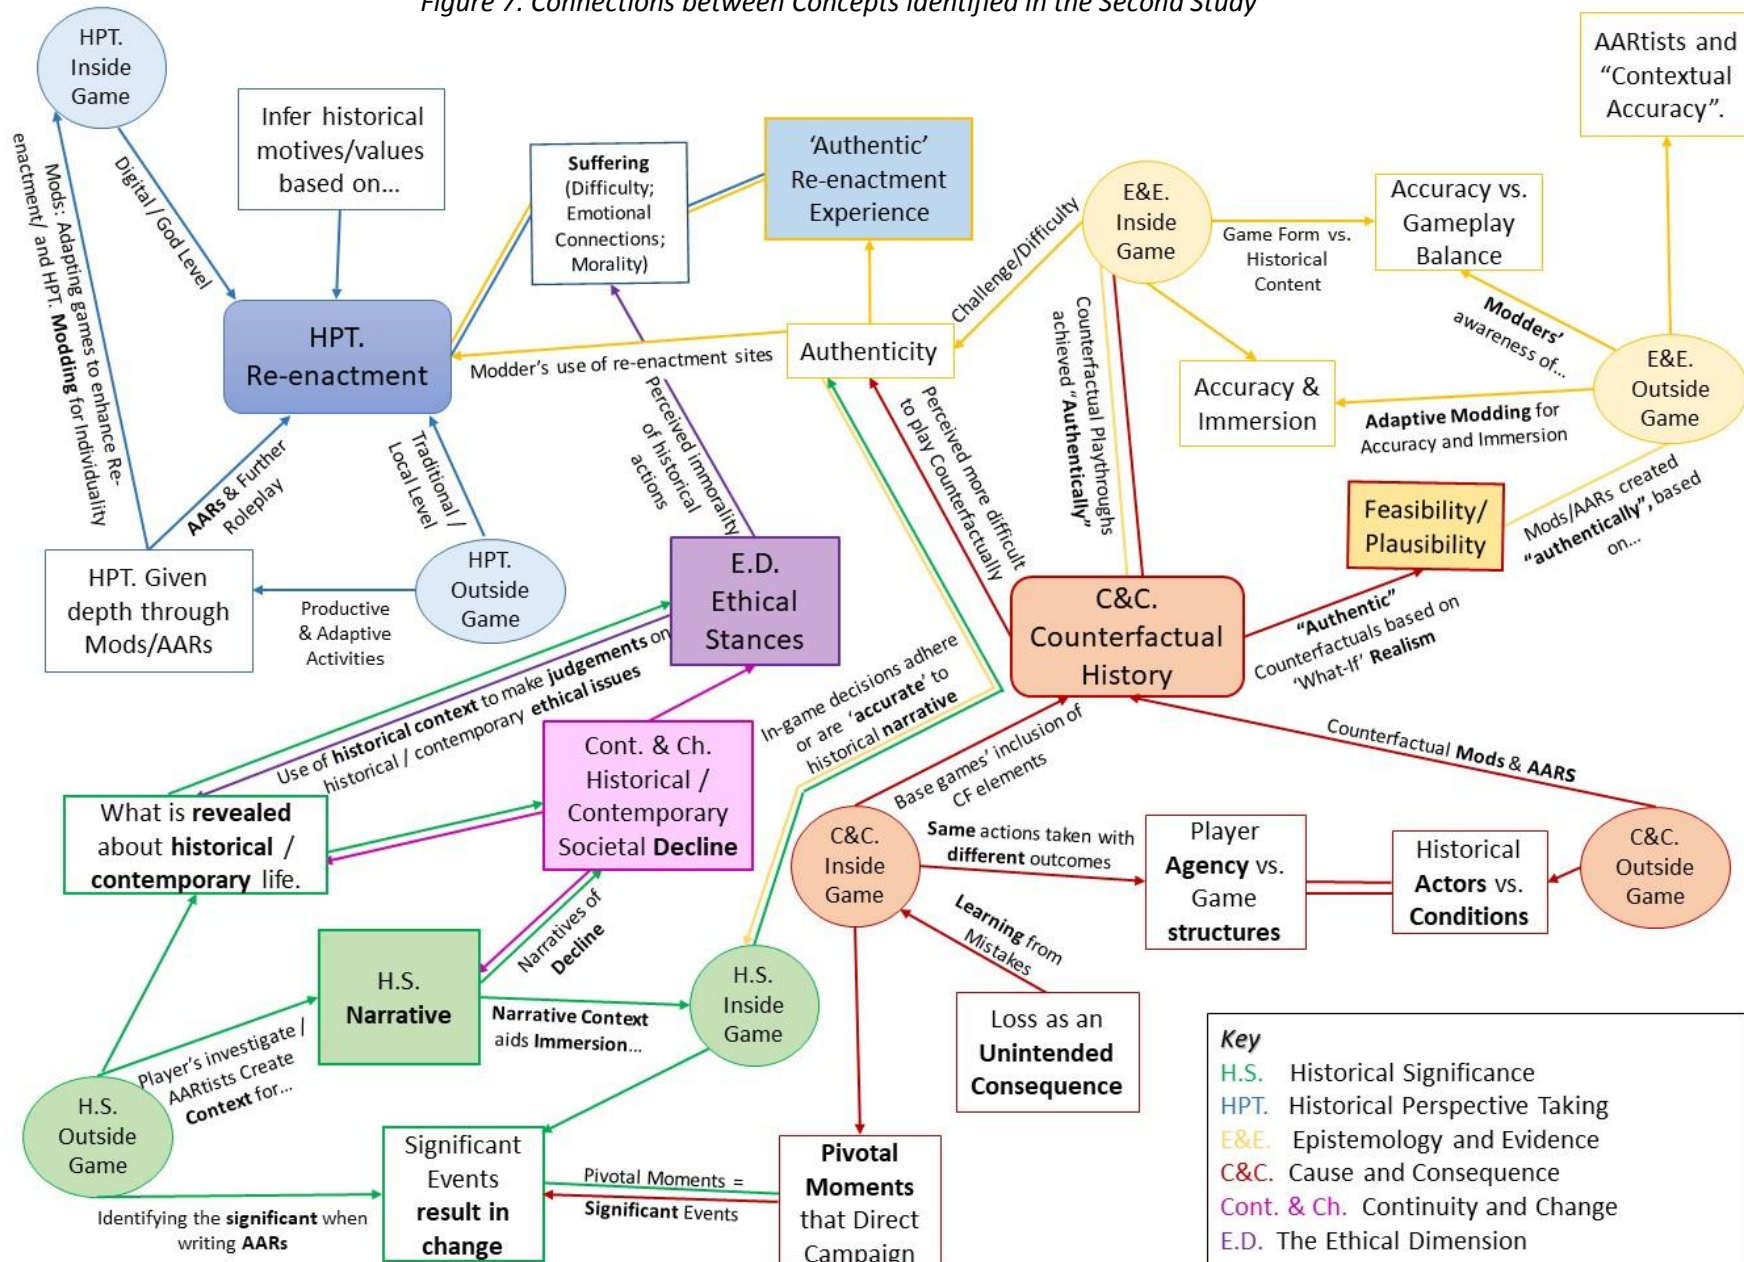 Figure 7. Connections between Concepts Identified in the Second Study
HPT.
Inside
Game
Infer historical
motives/values
based on...
Suffering
(Difficulty;
Emotional
Connections;
Morality)
‘Authentic’
Re-enactment
Experience
E&E.
Inside
Game
Accuracy vs.
Gameplay
Balance
AARtists and
“Contextual
Accuracy”.
Mods: Adapting games to enhance Re-
enactment/ and HPT. Modding for Individuality
Digital / God Level
HPT.
Re-enactment
Modder’s use of re-enactment sites
Authenticity
Challenge/Difficulty
Game Form vs.
Historical
Content
Counterfactual Playthroughs
achieved “Authentically”
Modders’
awareness of...
Accuracy &
Immersion
Adaptive Modding for
Accuracy and Immersion
E&E.
Outside
Game
AARs & Further
Roleplay
Traditional /
Local Level
Perceived immorality
of historical
actions
Perceived more difficult
to play Counterfactually
Feasibility/
Plausibility
Mods/AARs created
“authentically”, based
on...
HPT. Given
depth through
Mods/AARs
Productive
& Adaptive
Activities
HPT.
Outside
Game
E.D.
Ethical
Stances
C&C.
Counterfactual
History
“Authentic”
Counterfactuals based on
‘What-If’ Realism
Use of historical context to make judgements on
historical / contemporary ethical issues
In-game decisions adhere
or are ‘accurate’ to
historical narrative
Cont. & Ch.
Historical /
Contemporary
Societal Decline
What is revealed
about historical /
contemporary life.
Base games’ inclusion of
CF elements
Counterfactual Mods & AARS
C&C.
Inside
Game
Same actions taken with
different outcomes
Player
Agency vs.
Game
structures
Historical
Actors vs.
Conditions
C&C.
Outside
Game
Narratives of
Decline
Learning from
Mistakes
H.S.
Narrative
Narrative Context
aids Immersion...
H.S.
Inside
Game
Loss as an
Unintended
Consequence
Player’s investigate /
AARtists Create
Context for...
H.S.
Outside
Game
Identifying the significant when
writing AARs
Significant
Events
result in
change
Pivotal Moments =
Significant Events
Pivotal
Moments
that Direct
Campaign
Key
H.S. Historical Significance
HPT. Historical Perspective Taking
E&E. Epistemology and Evidence
C&C. Cause and Consequence
Cont. & Ch. Continuity and Change
E.D. The Ethical Dimension